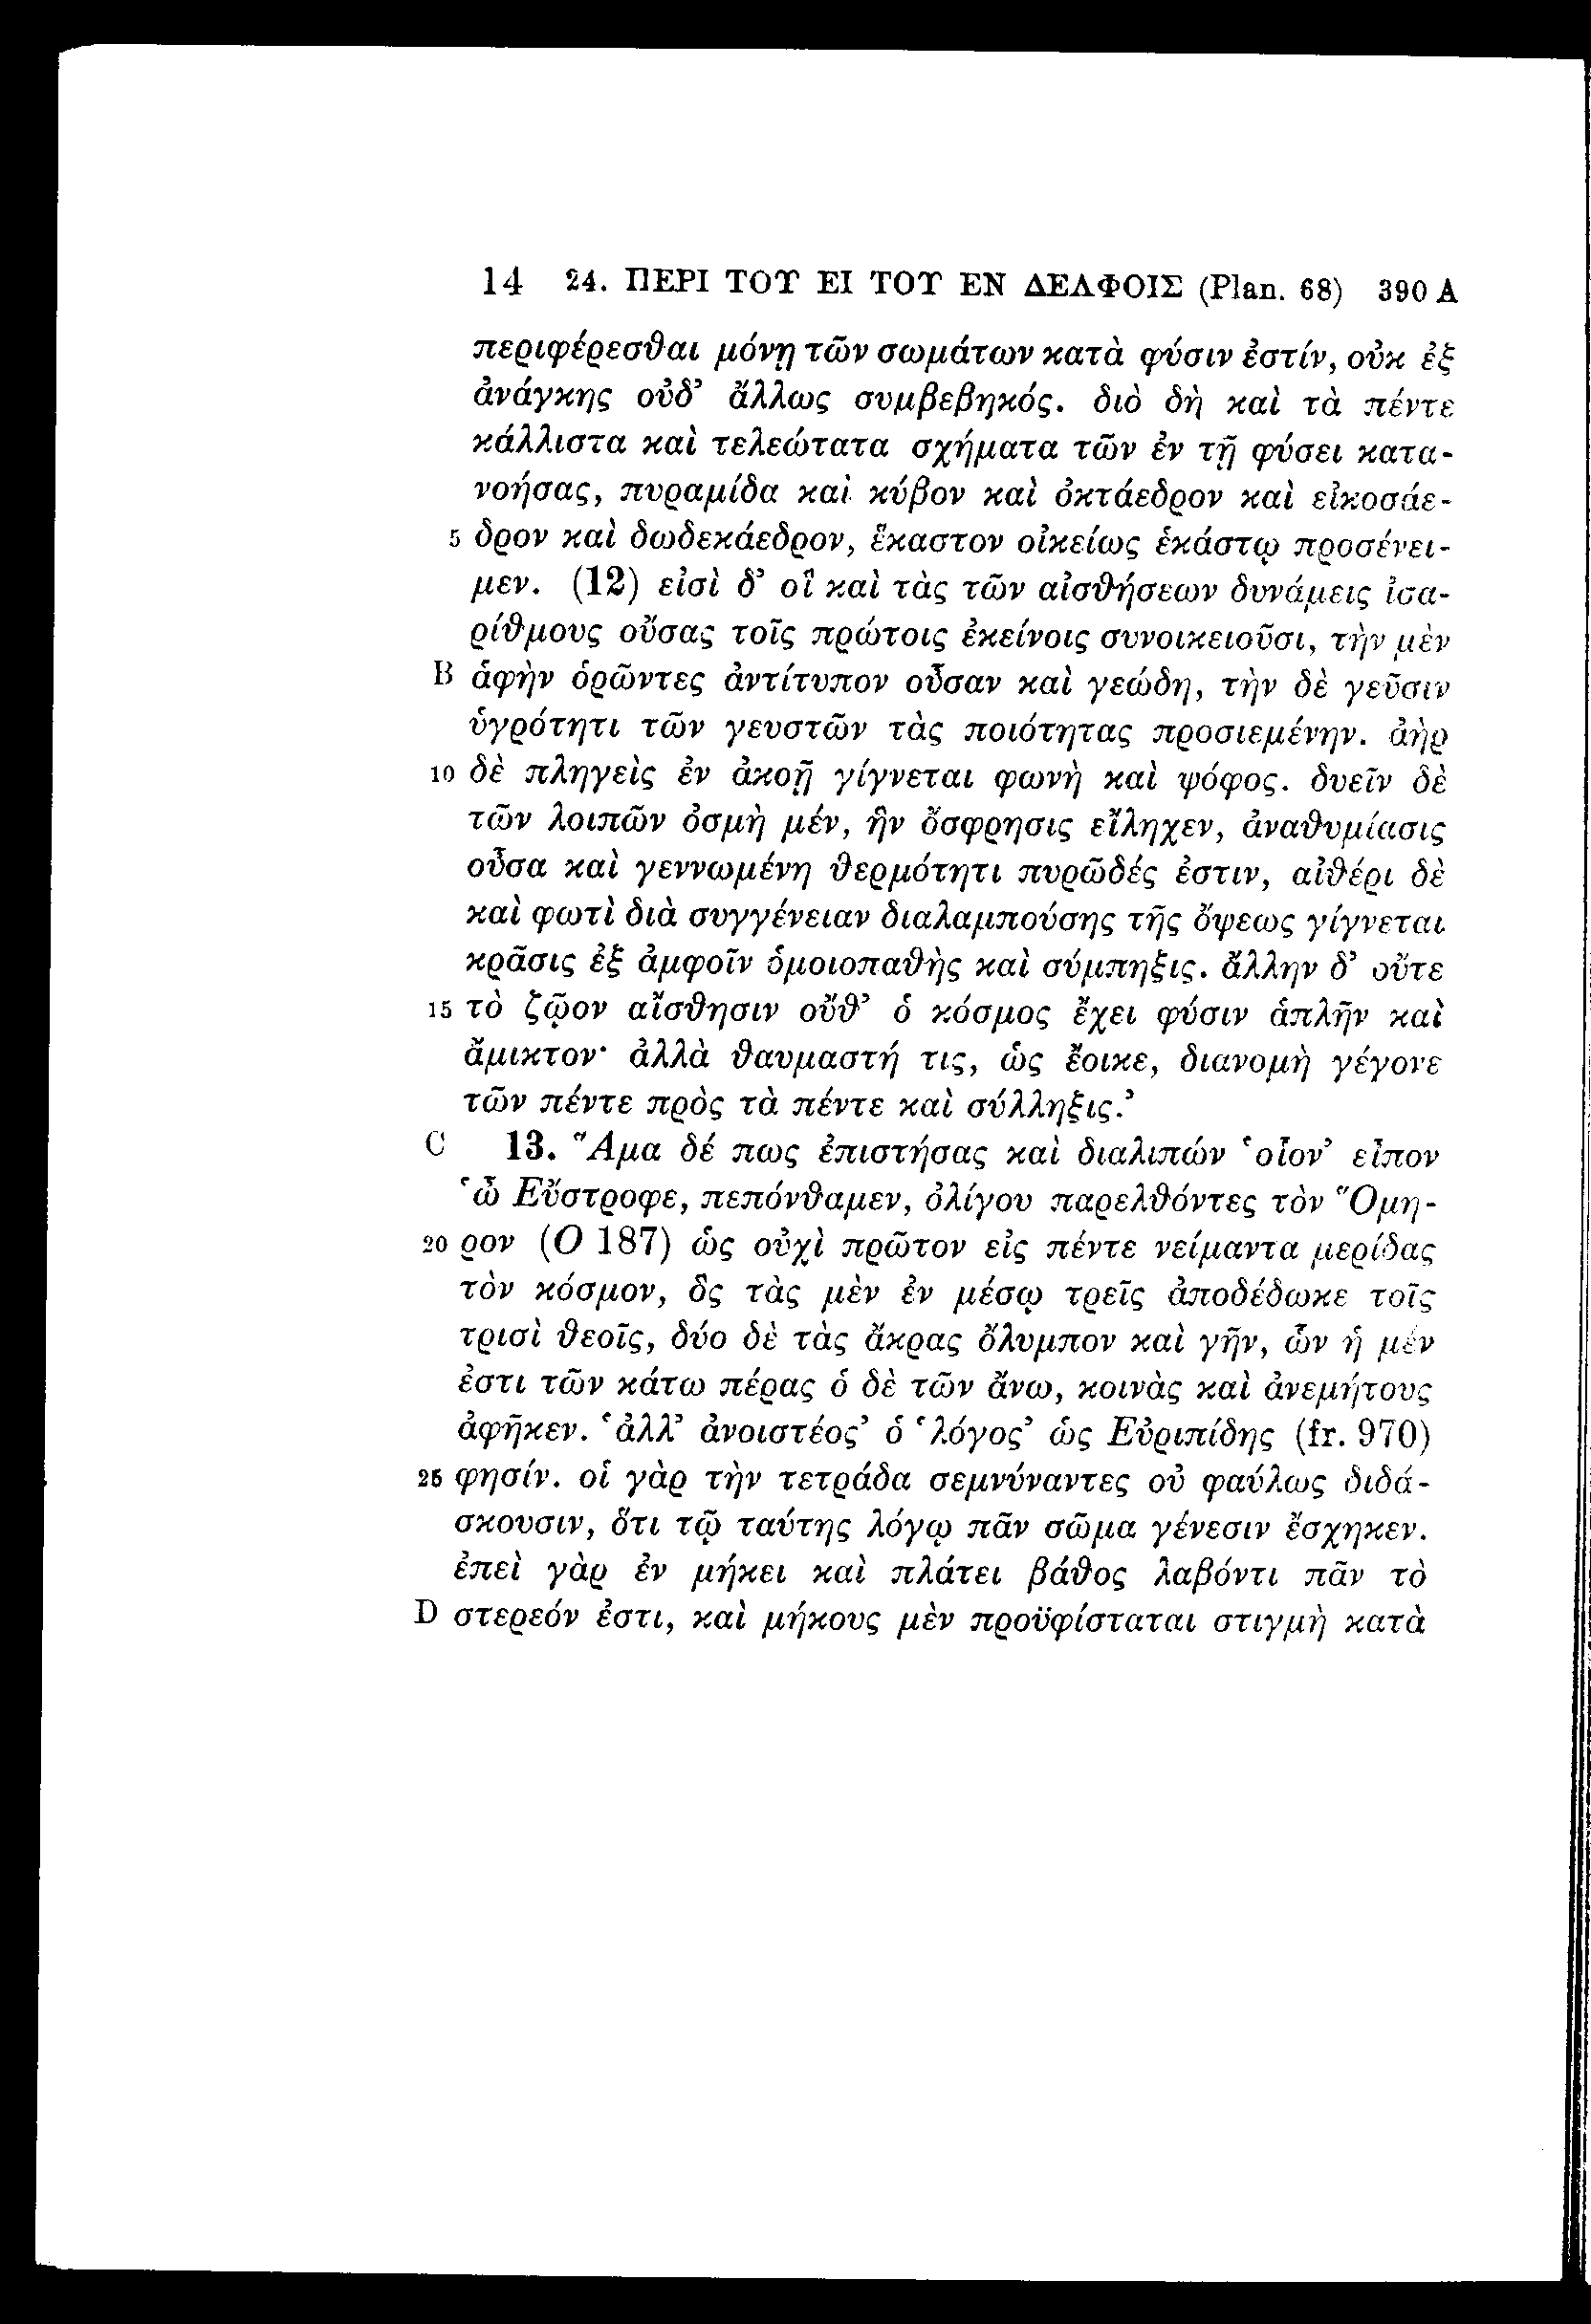 14 24. ΠΕΡΙ ΤΟΥ ΕΙ ΤΟΥ ΕΝ ΔΕΛΦΟΙΣ (Plan. 68) 390 A
περιφέρεσθαι μόνῃ τῶν σωμάτων κατὰ φύσιν ἐστίν, οὐκ ἐξ
ἀνάγκης οὐδ’ ἄλλως συμβεβηκός. διὸ δὴ καὶ τὰ πέντε
κάλλιστα καὶ τελεώτατα σχήματα τῶν ἐν τῇ φύσει κατα-
νοήσας, πυραμίδα καὶ κύβον καὶ ὀκτάεδρον καὶ εἰκοσάε-
5 δρον καὶ δωδεκάεδρον, ἕκαστον οἰκείως ἑκάστῳ προσένει-
μεν. (12) εἰσὶ δ’ οἳ καὶ τὰς τῶν αἰσθήσεων δυνάμεις ἰσα-
ρίθμους οὔσας τοῖς πρώτοις ἐκείνοις συνοικειοῦσι, τὴν μὲν
B ἁφὴν ὁρῶντες ἀντίτυπον οὖσαν καὶ γεώδη, τὴν δὲ γεῦσιν
ὑγρότητι τῶν γευστῶν τὰς ποιότητας προσιεμένην. ἀὴρ
10 δὲ πληγεὶς ἐν ἀκοῇ γίγνεται φωνὴ καὶ ψόφος. δυεῖν δὲ
τῶν λοιπῶν ὀσμὴ μέν, ἣν ὄσφρησις εἴληχεν, ἀναθυμίασις
οὖσα καὶ γεννωμένη θερμότητι πυρῶδές ἐστιν, αἰθέρι δὲ
καὶ φωτὶ διὰ συγγένειαν διαλαμπούσης τῆς ὄψεως γίγνεται
κρᾶσις ἐξ ἀμφοῖν ὁμοιοπαθὴς καὶ σύμπηξις. ἄλλην δ’ οὔτε
15 τὸ ζῷον αἴσθησιν οὔθ’ ὁ κόσμος ἔχει φύσιν ἁπλῆν καὶ
ἄμικτον· ἀλλὰ θαυμαστή τις, ὡς ἔοικε, διανομὴ γέγονε
τῶν πέντε πρὸς τὰ πέντε καὶ σύλληξις.’
C 13. Ἅμα δέ πως ἐπιστήσας καὶ διαλιπών ‘οἷον’ εἶπον
‘ὦ Εὔστροφε, πεπόνθαμεν, ὀλίγου παρελθόντες τὸν Ὅμη-
20 ρον (O 187) ὡς οὐχὶ πρῶτον εἰς πέντε νείμαντα μερίδας
τὸν κόσμον, ὃς τὰς μὲν ἐν μέσῳ τρεῖς ἀποδέδωκε τοῖς
τρισὶ θεοῖς, δύο δὲ τὰς ἄκρας ὄλυμπον καὶ γῆν, ὧν ἡ μέν
ἐστι τῶν κάτω πέρας ὁ δὲ τῶν ἄνω, κοινὰς καὶ ἀνεμήτους
ἀφῆκεν. ‘ἀλλ’ ἀνοιστέος’ ὁ ‘λόγος’ ὡς Εὐριπίδης (fr. 970)
25 φησίν. οἱ γὰρ τὴν τετράδα σεμνύναντες οὐ φαύλως διδά-
σκουσιν, ὅτι τῷ ταύτης λόγῳ πᾶν σῶμα γένεσιν ἔσχηκεν.
ἐπεὶ γὰρ ἐν μήκει καὶ πλάτει βάθος λαβόντι πᾶν τὸ
D στερεόν ἐστι, καὶ μήκους μὲν προϋφίσταται στιγμὴ κατὰ